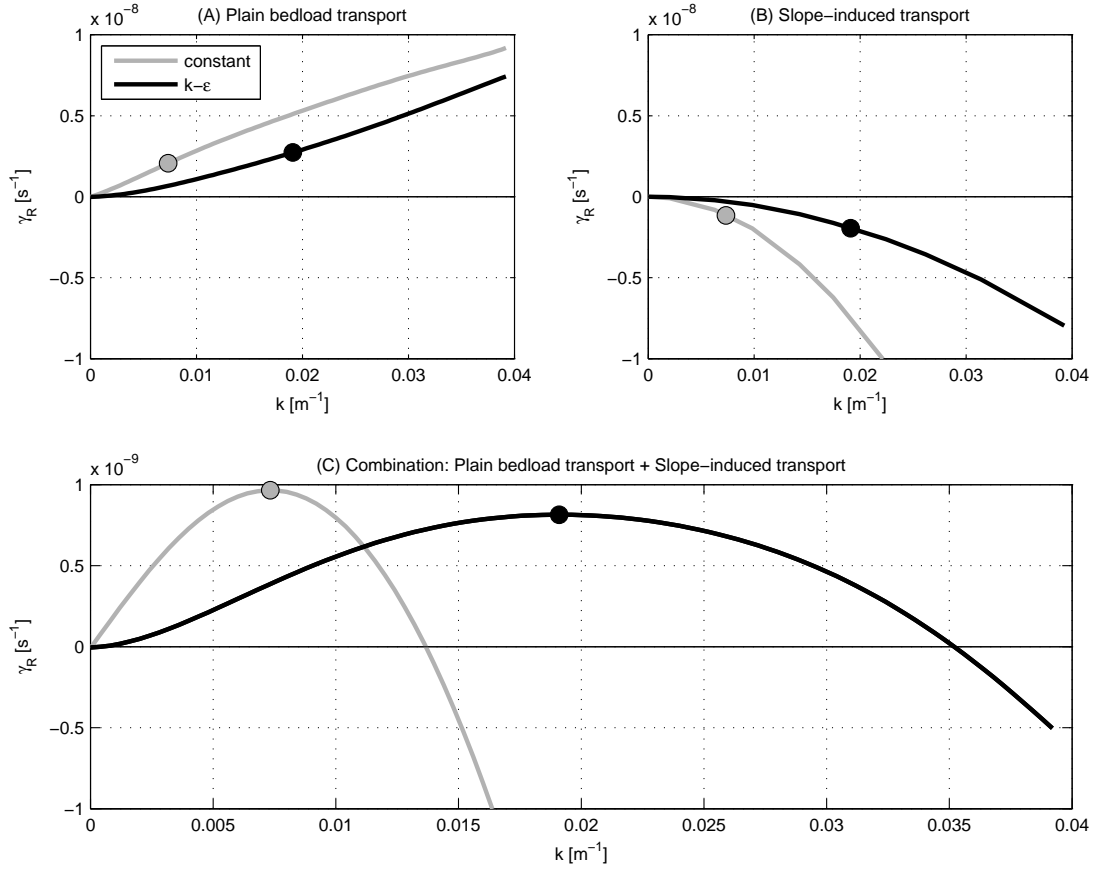 (A) Plain bedload transport
x 10⁻⁸
constant
k−ε
1
0.5
0
−0.5
−1
γ_R [s⁻¹]
0 0.01 0.02 0.03 0.04
k [m⁻¹]
(B) Slope−induced transport
x 10⁻⁸
1
0.5
0
−0.5
−1
γ_R [s⁻¹]
0 0.01 0.02 0.03 0.04
k [m⁻¹]
(C) Combination: Plain bedload transport + Slope−induced transport
x 10⁻⁹
1
0.5
0
−0.5
−1
γ_R [s⁻¹]
0 0.005 0.01 0.015 0.02 0.025 0.03 0.035 0.04
k [m⁻¹]